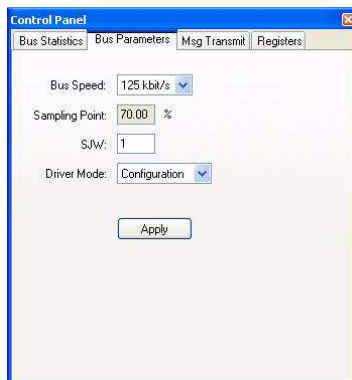 Control Panel
Bus Statistics Bus Parameters Msg Transmit Registers
Bus Speed: 125 kbit/s
Sampling Point: 70.00 %
SJW: 1
Driver Mode: Configuration
Apply